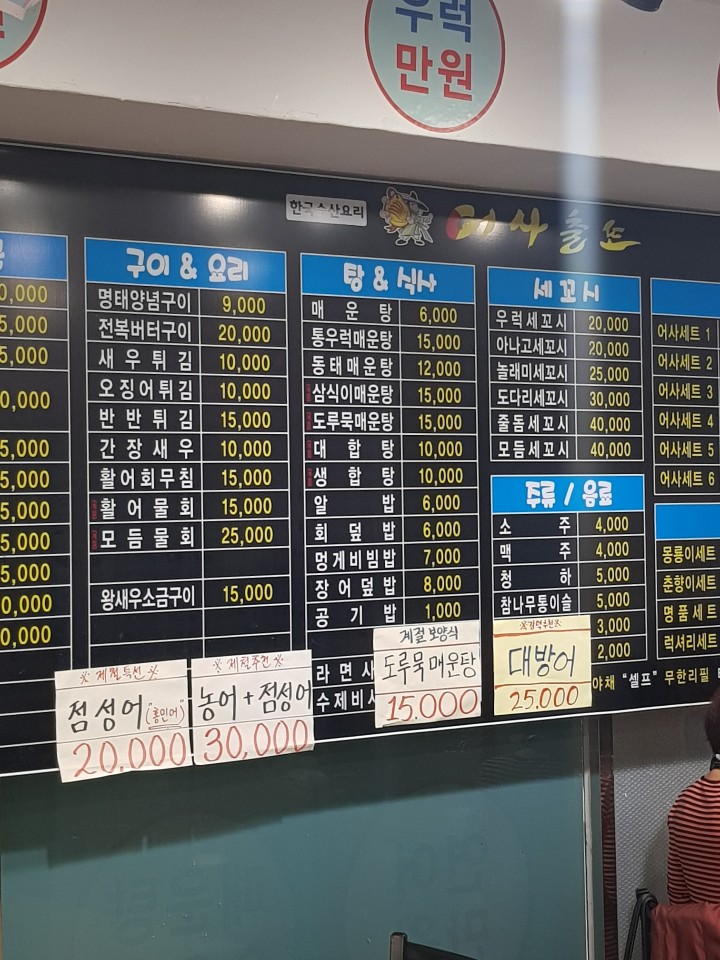 우럭
만원
한국수산요리
어사출또
0,000
5,000
5,000
0,000
5,000
5,000
5,000
5,000
5,000
0,000
0,000
구이 & 요리
명태양념구이 9,000
전복버터구이 20,000
새우튀김 10,000
오징어튀김 10,000
반반튀김 15,000
간장새우 10,000
활어회무침 15,000
활어물회 15,000
모듬물회 25,000
왕새우소금구이 15,000
탕 & 식사
매운탕 6,000
통우럭매운탕 15,000
동태매운탕 12,000
삼식이매운탕 15,000
도루묵매운탕 15,000
대합탕 10,000
생합탕 10,000
알밥 6,000
회덮밥 6,000
멍게비빔밥 7,000
장어덮밥 8,000
공기밥 1,000
라면사
수제비사
세꼬시
우럭세꼬시 20,000
아나고세꼬시 20,000
놀래미세꼬시 25,000
도다리세꼬시 30,000
줄돔세꼬시 40,000
모듬세꼬시 40,000
주류 / 음료
소주 4,000
맥주 4,000
청하 5,000
참나무통이슬 5,000
3,000
2,000
야채 "셀프" 무한리필
어사세트 1
어사세트 2
어사세트 3
어사세트 4
어사세트 5
어사세트 6
몽룡이세트
춘향이세트
명품세트
럭셔리세트
※ 제철특선 ※
점성어 (홍민어)
20,000
※ 제철추천 ※
농어+점성어
30,000
계절 보양식
도루묵매운탕
15.000
대방어
25.000